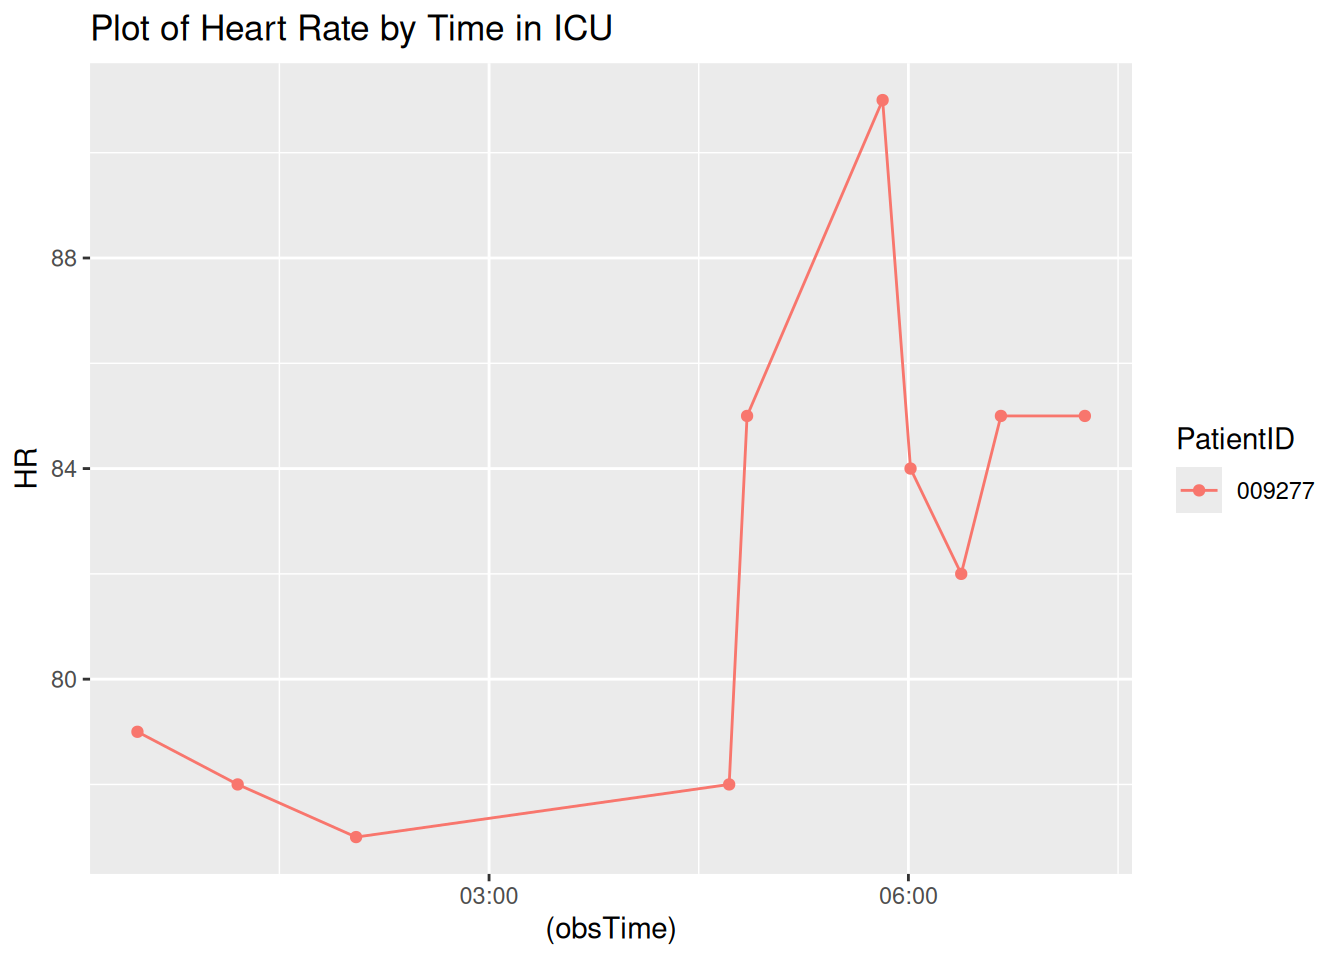 Plot of Heart Rate by Time in ICU
HR
88
84
80
03:00 06:00
(obsTime)
PatientID
009277